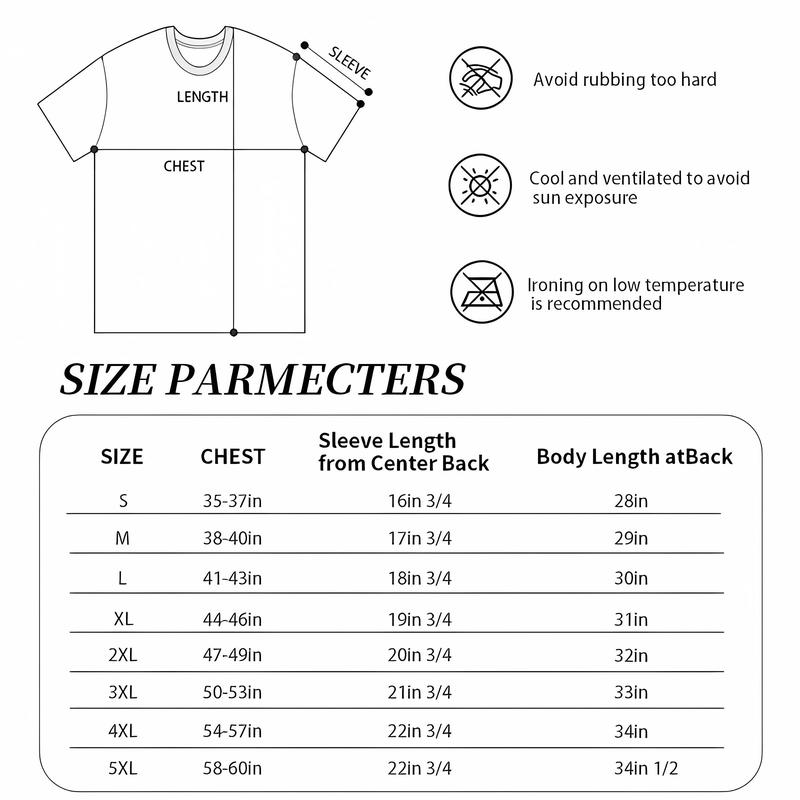 SLEEVE
LENGTH
CHEST
Avoid rubbing too hard
Cool and ventilated to avoid
sun exposure
Ironing on low temperature
is recommended
SIZE PARMECTERS
SIZE CHEST Sleeve Length from Center Back Body Length atBack
S 35-37in 16in 3/4 28in
M 38-40in 17in 3/4 29in
L 41-43in 18in 3/4 30in
XL 44-46in 19in 3/4 31in
2XL 47-49in 20in 3/4 32in
3XL 50-53in 21in 3/4 33in
4XL 54-57in 22in 3/4 34in
5XL 58-60in 22in 3/4 34in 1/2